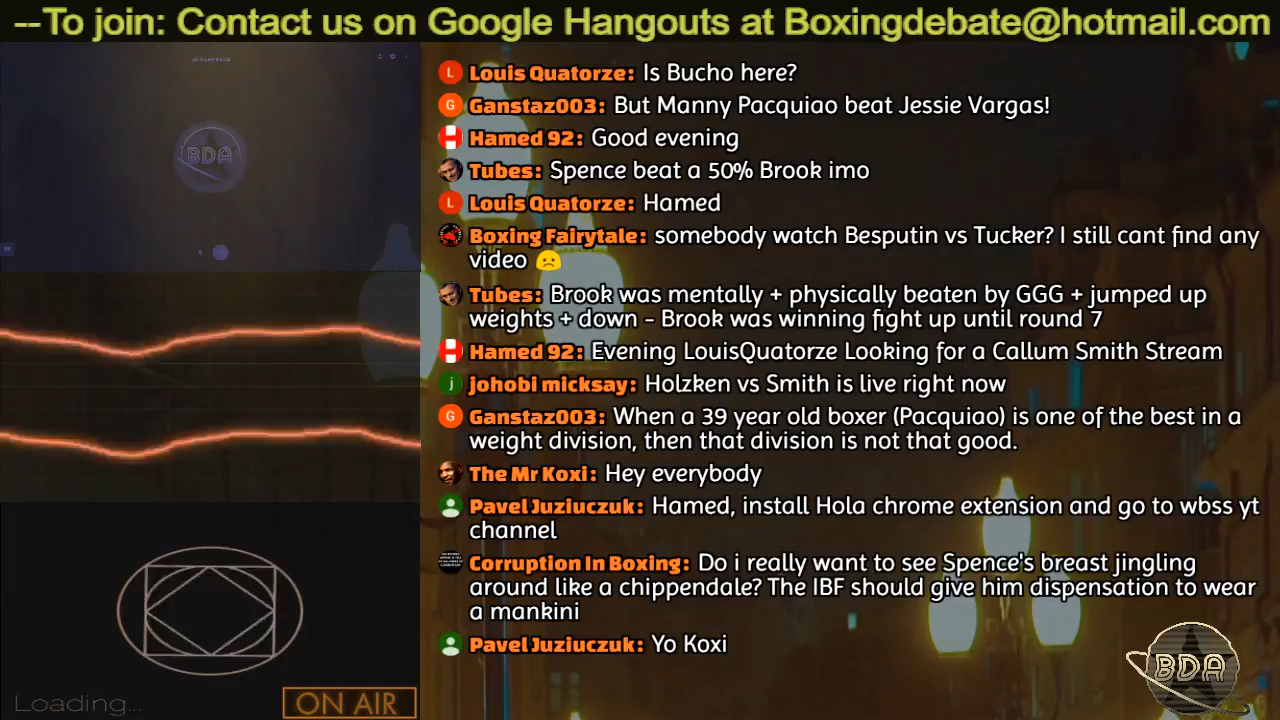 --To join: Contact us on Google Hangouts at Boxingdebate@hotmail.com
BDA
L Louis Quatorze: Is Bucho here?
G Ganstaz003: But Manny Pacquiao beat Jessie Vargas!
Hamed 92: Good evening
Tubes: Spence beat a 50% Brook imo
L Louis Quatorze: Hamed
Boxing Fairytale: somebody watch Besputin vs Tucker? I still cant find any
video ☹️
Tubes: Brook was mentally + physically beaten by GGG + jumped up
weights + down - Brook was winning fight up until round 7
Hamed 92: Evening LouisQuatorze Looking for a Callum Smith Stream
j johobi micksay: Holzken vs Smith is live right now
G Ganstaz003: When a 39 year old boxer (Pacquiao) is one of the best in a
weight division, then that division is not that good.
The Mr Koxi: Hey everybody
Pavel Juziuczuk: Hamed, install Hola chrome extension and go to wbss yt
channel
Corruption In Boxing: Do i really want to see Spence's breast jingling
around like a chippendale? The IBF should give him dispensation to wear
a mankini
Pavel Juziuczuk: Yo Koxi
Loading...
ON AIR
BDA